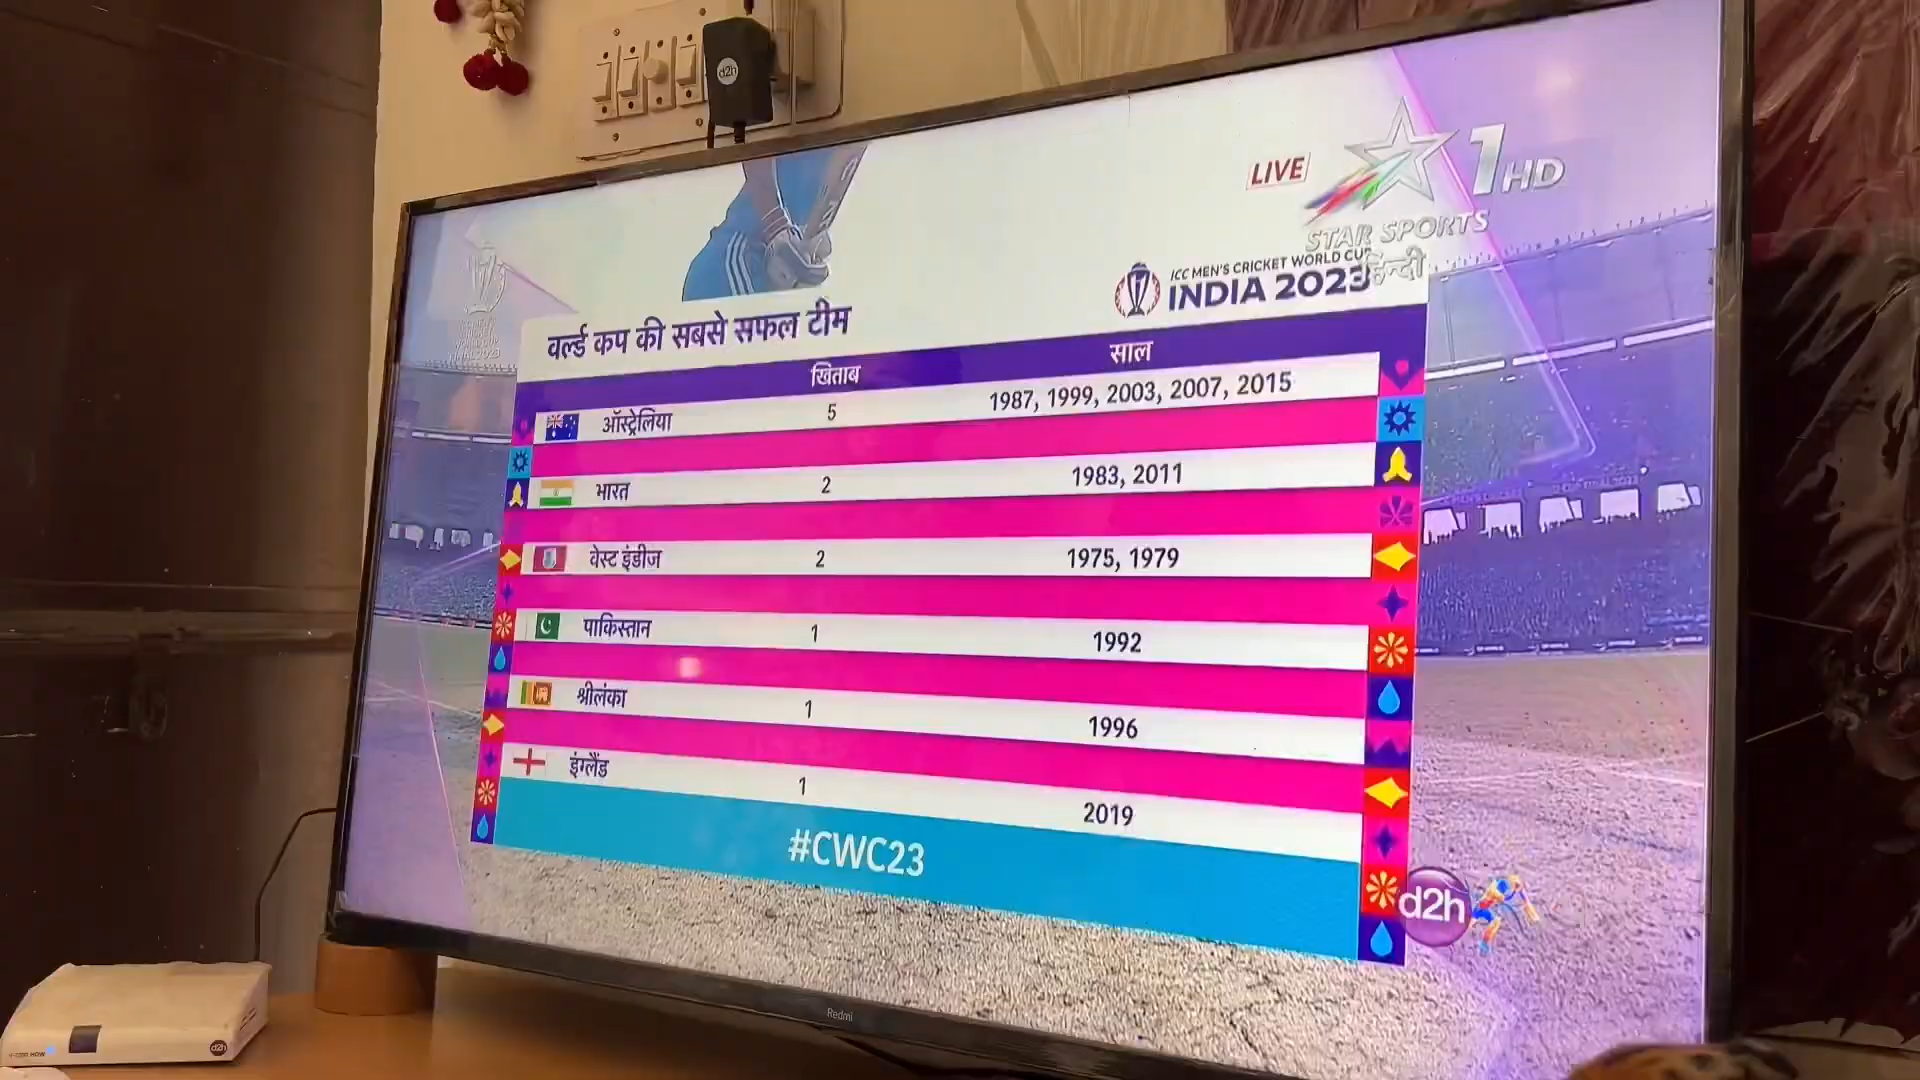 d2h
LIVE
1HD
STAR SPORTS
हिन्दी
ICC MEN'S CRICKET WORLD CUP
INDIA 2023
वर्ल्ड कप की सबसे सफल टीम
खिताब साल
ऑस्ट्रेलिया 5 1987, 1999, 2003, 2007, 2015
भारत 2 1983, 2011
वेस्ट इंडीज 2 1975, 1979
पाकिस्तान 1 1992
श्रीलंका 1 1996
इंग्लैंड 1 2019
#CWC23
d2h
Redmi
d2h